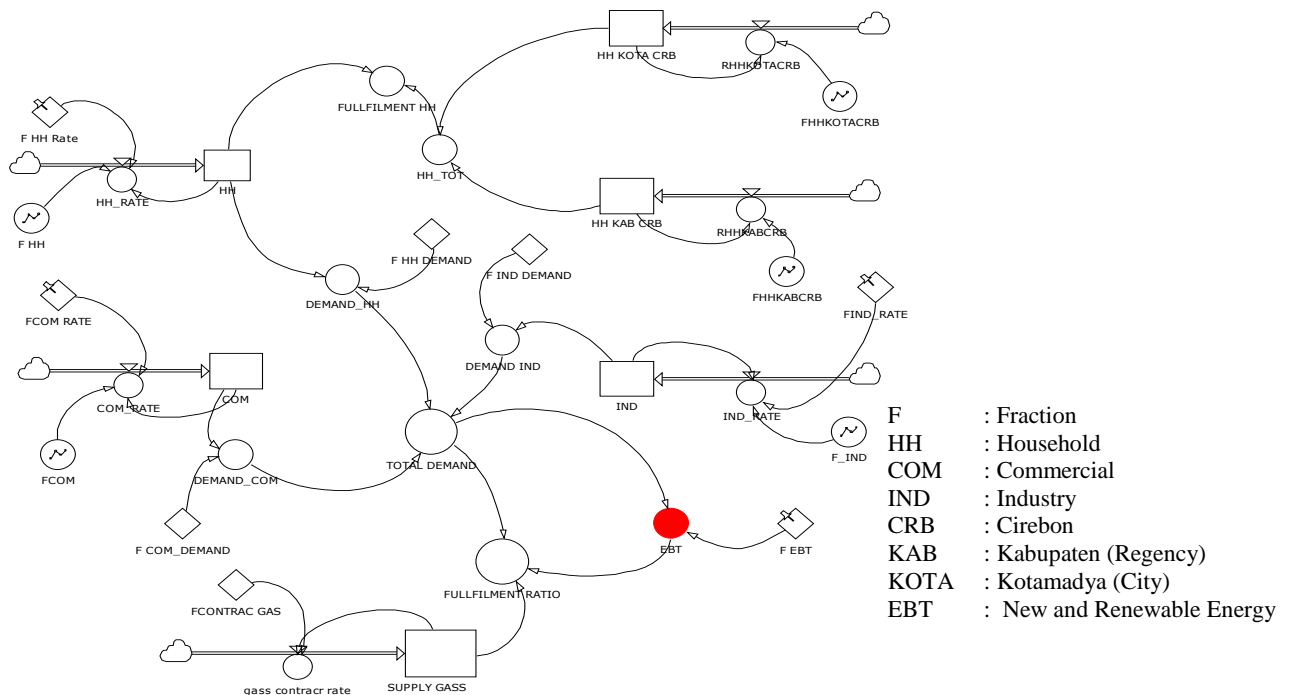 HH KOTA CRB
RHHKOTACRB
FHHKOTACRB
FULLFILMENT HH
F HH Rate
HH_TOT
HH
HH_RATE
F HH
HH KAB CRB
RHHKABCRB
FHHKABCRB
F HH DEMAND
F IND DEMAND
DEMAND_HH
FIND_RATE
FCOM RATE
DEMAND IND
COM
COM_RATE
IND
IND_RATE
F_IND
FCOM
DEMAND_COM
TOTAL DEMAND
F COM_DEMAND
EBT
F EBT
FULLFILMENT RATIO
FCONTRAC GAS
gass contracr rate
SUPPLY GASS
F : Fraction
HH : Household
COM : Commercial
IND : Industry
CRB : Cirebon
KAB : Kabupaten (Regency)
KOTA : Kotamadya (City)
EBT : New and Renewable Energy